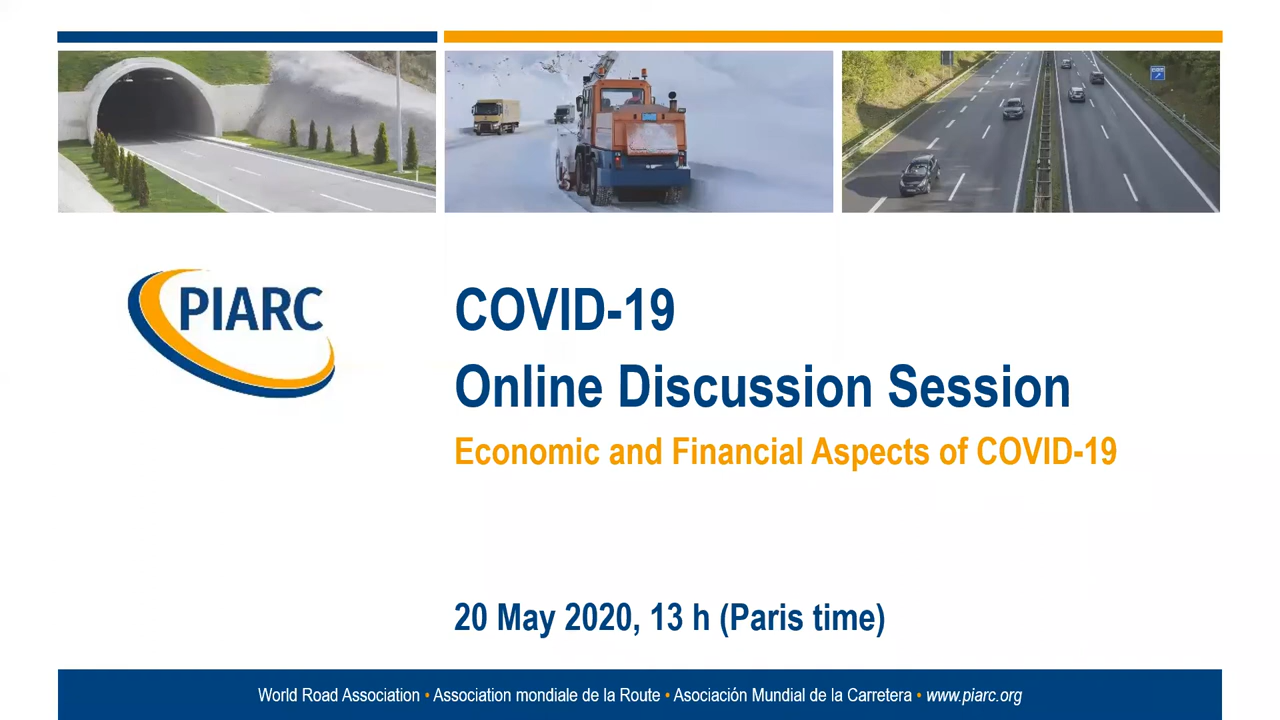 PIARC
COVID-19
Online Discussion Session
Economic and Financial Aspects of COVID-19
20 May 2020, 13 h (Paris time)
World Road Association • Association mondiale de la Route • Asociación Mundial de la Carretera • www.piarc.org